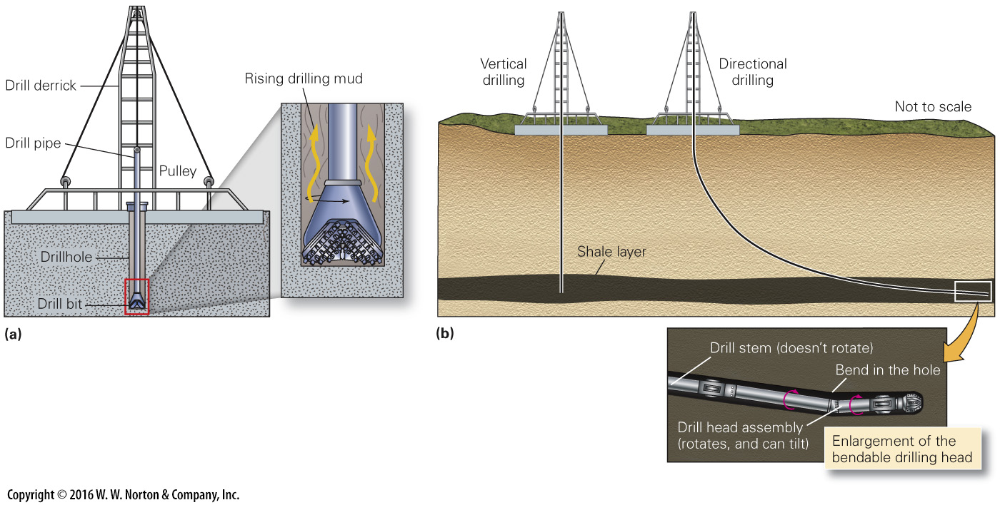 Drill derrick
Rising drilling mud
Drill pipe
Pulley
Drillhole
Drill bit
(a)
Vertical
drilling
Directional
drilling
Not to scale
Shale layer
(b)
Drill stem (doesn't rotate)
Bend in the hole
Drill head assembly
(rotates, and can tilt)
Enlargement of the
bendable drilling head
Copyright © 2016 W. W. Norton & Company, Inc.